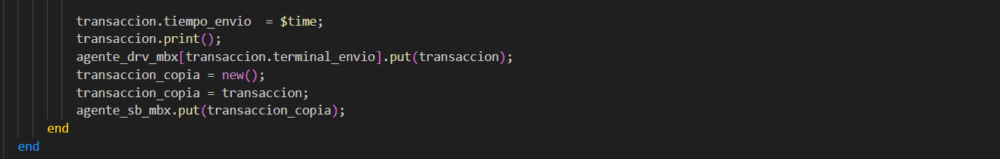 transaccion.tiempo_envio  = $time;
transaccion.print();
agente_drv_mbx[transaccion.terminal_envio].put(transaccion);
transaccion_copia = new();
transaccion_copia = transaccion;
agente_sb_mbx.put(transaccion_copia);
end
end